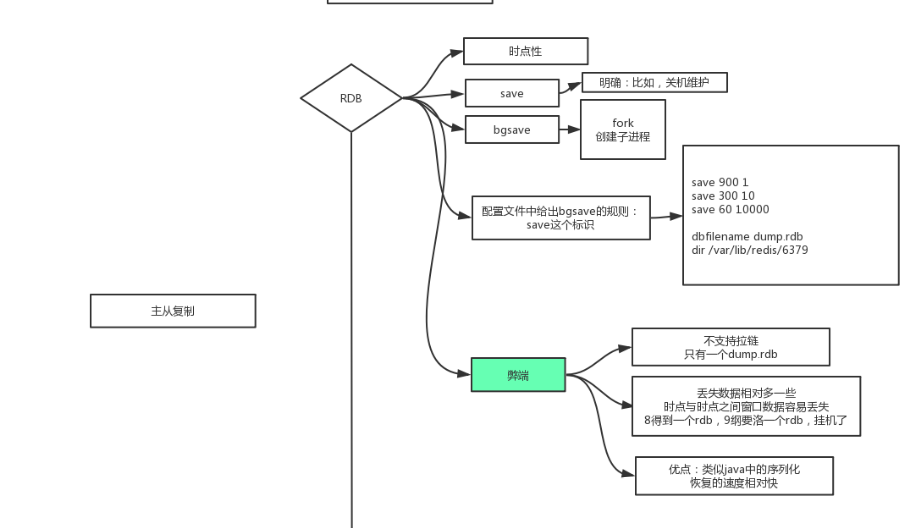 时点性
RDB
save
明确：比如，关机维护
bgsave
fork
创建子进程
配置文件中给出bgsave的规则：
save这个标识
save 900 1
save 300 10
save 60 10000
dbfilename dump.rdb
dir /var/lib/redis/6379
主从复制
弊端
不支持拉链
只有一个dump.rdb
丢失数据相对多一些
时点与时点之间窗口数据容易丢失
8得到一个rdb，9纲要洛一个rdb，挂机了
优点：类似java中的序列化
恢复的速度相对快